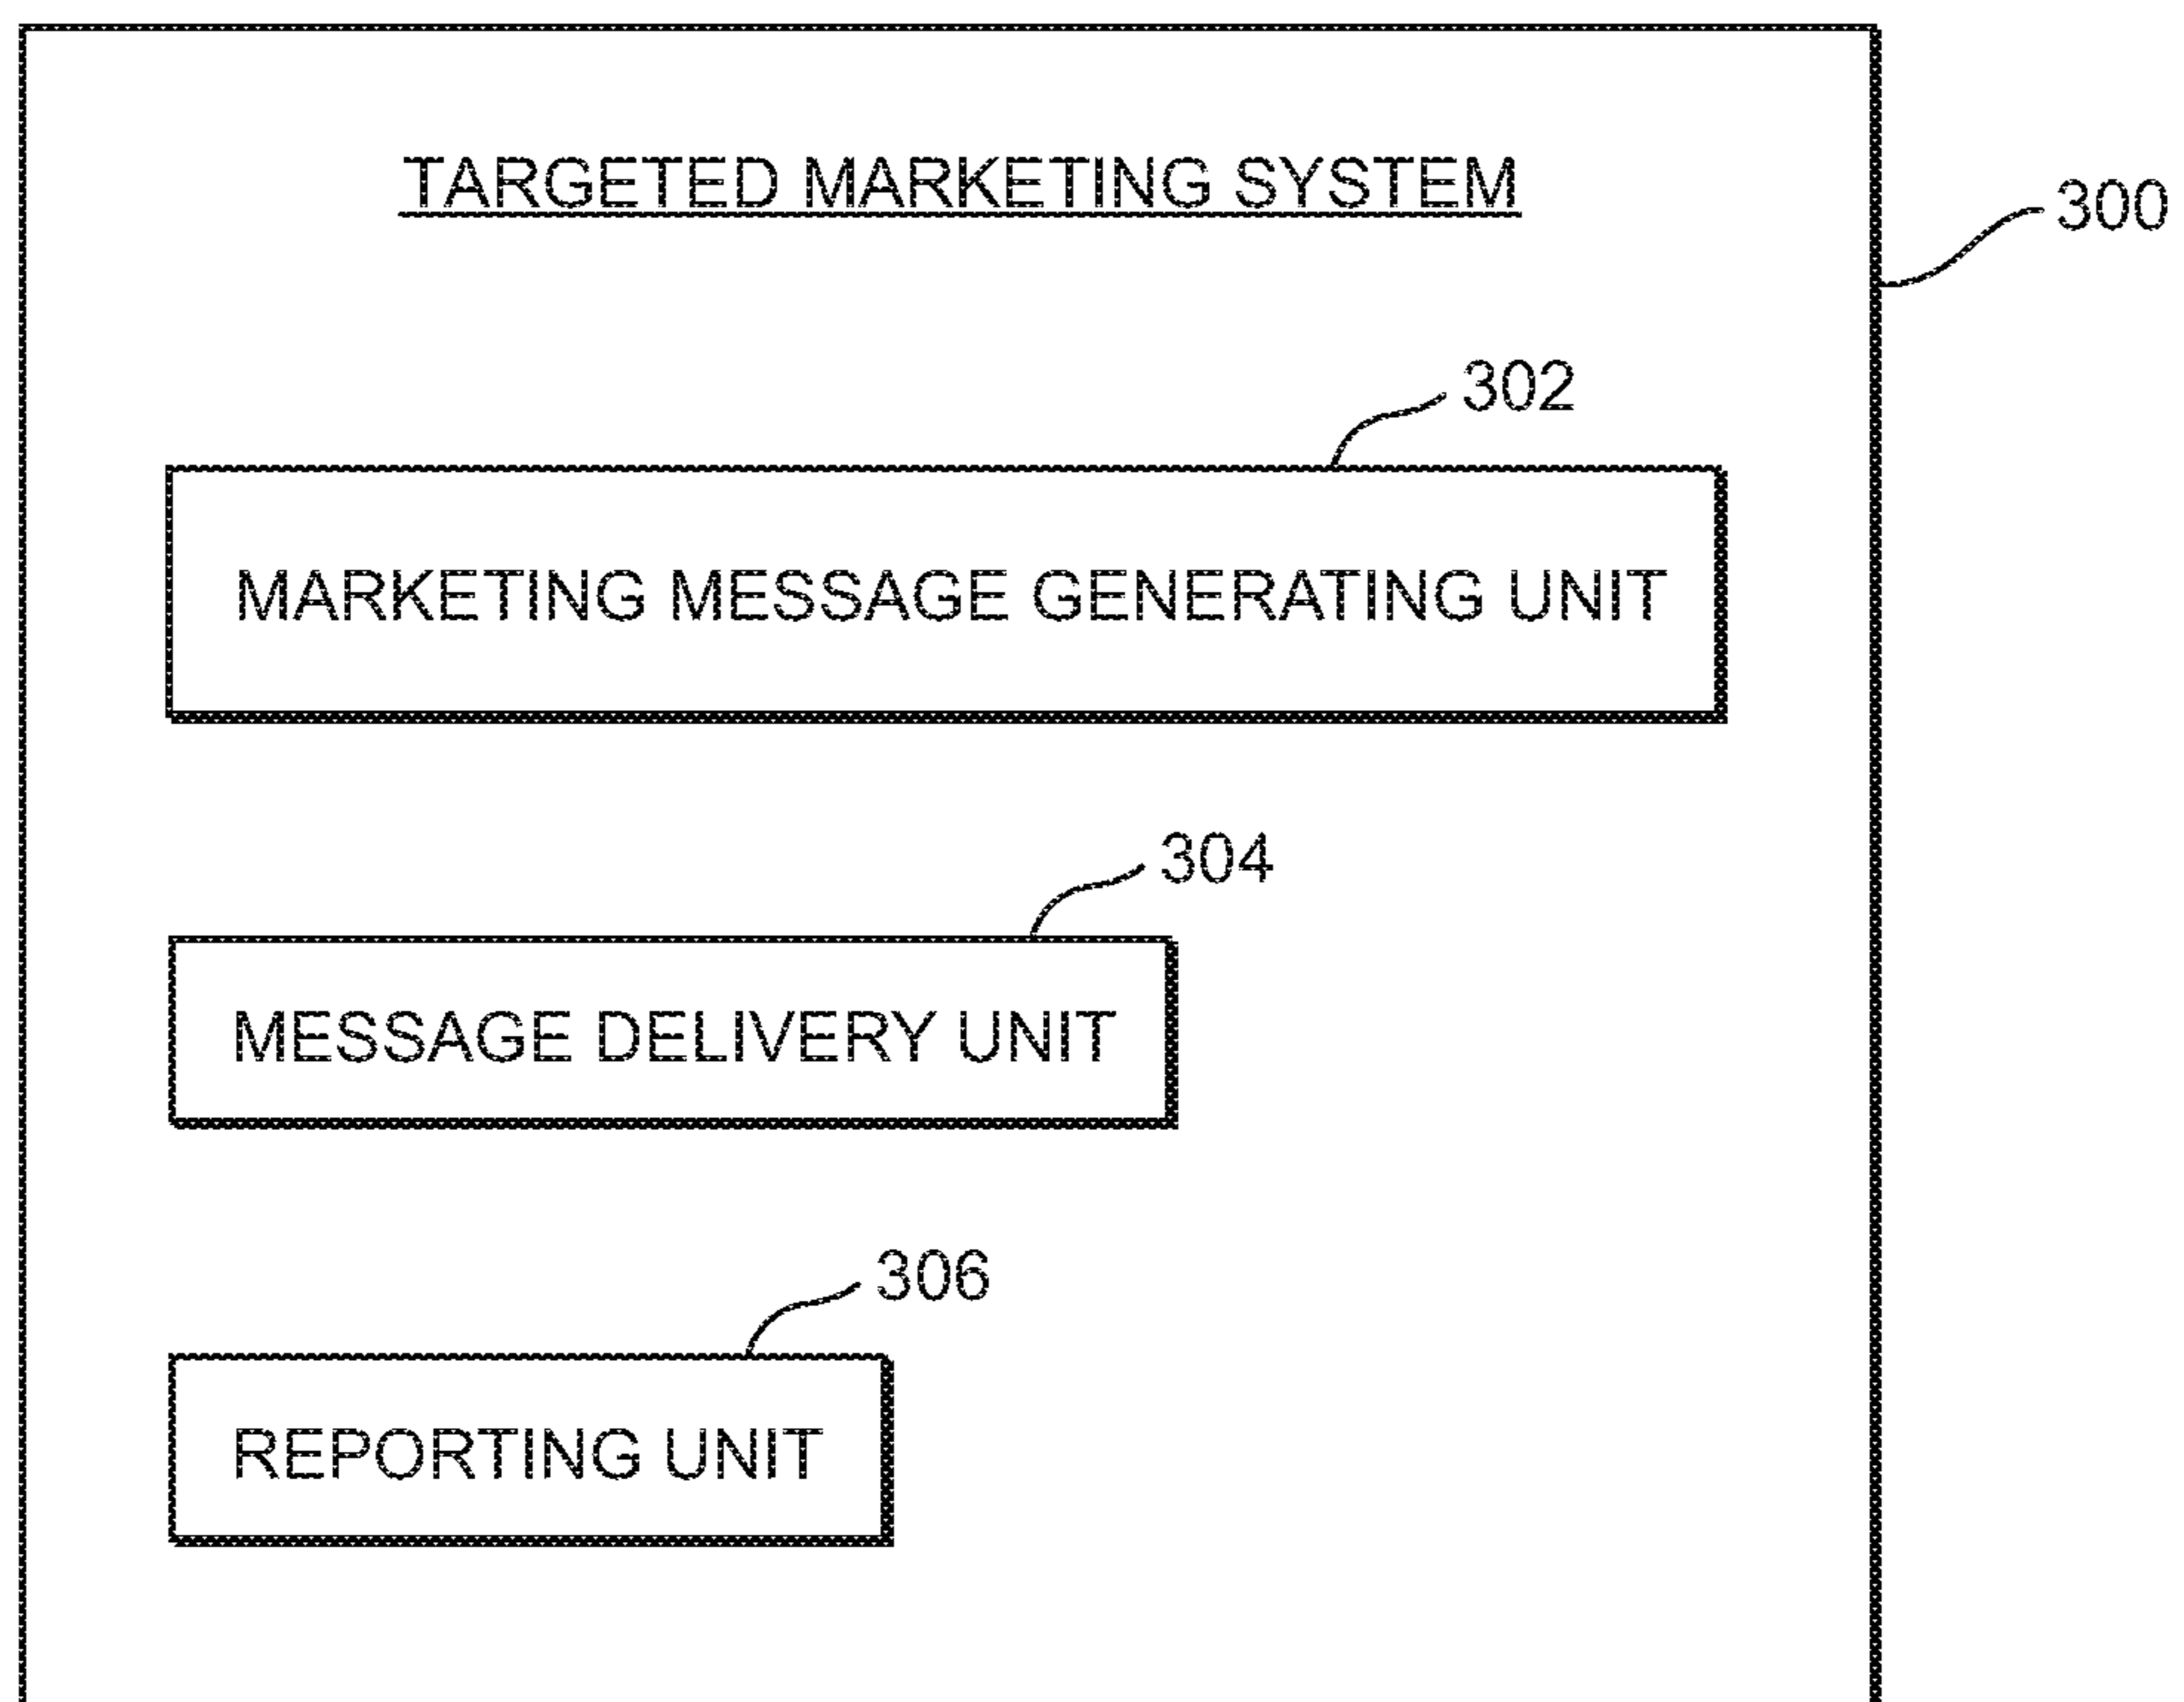 TARGETED MARKETING SYSTEM
300
302
MARKETING MESSAGE GENERATING UNIT
304
MESSAGE DELIVERY UNIT
306
REPORTING UNIT